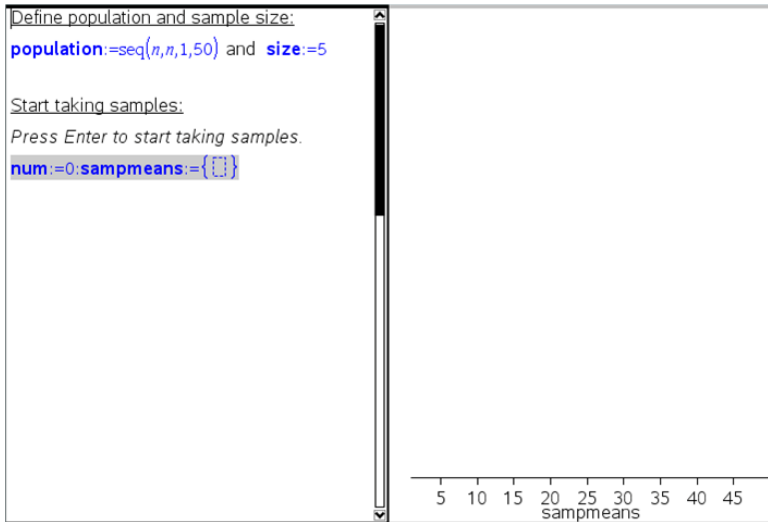 Define population and sample size:
population:=seq(n,n,1,50) and size:=5
Start taking samples:
Press Enter to start taking samples.
num:=0:sampmeans:={⬚}
5 10 15 20 25 30 35 40 45
sampmeans